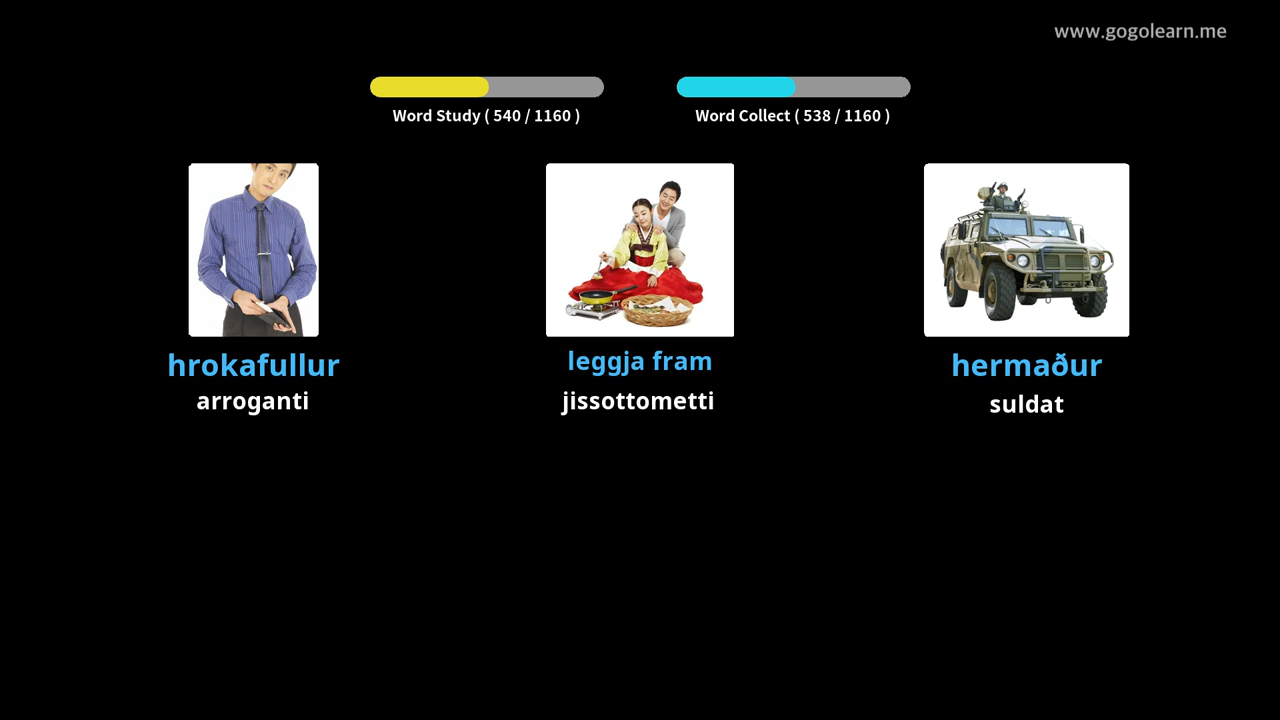 www.gogolearn.me
Word Study ( 540 / 1160 )
Word Collect ( 538 / 1160 )
hrokafullur
arroganti
leggja fram
jissottometti
hermaður
suldat